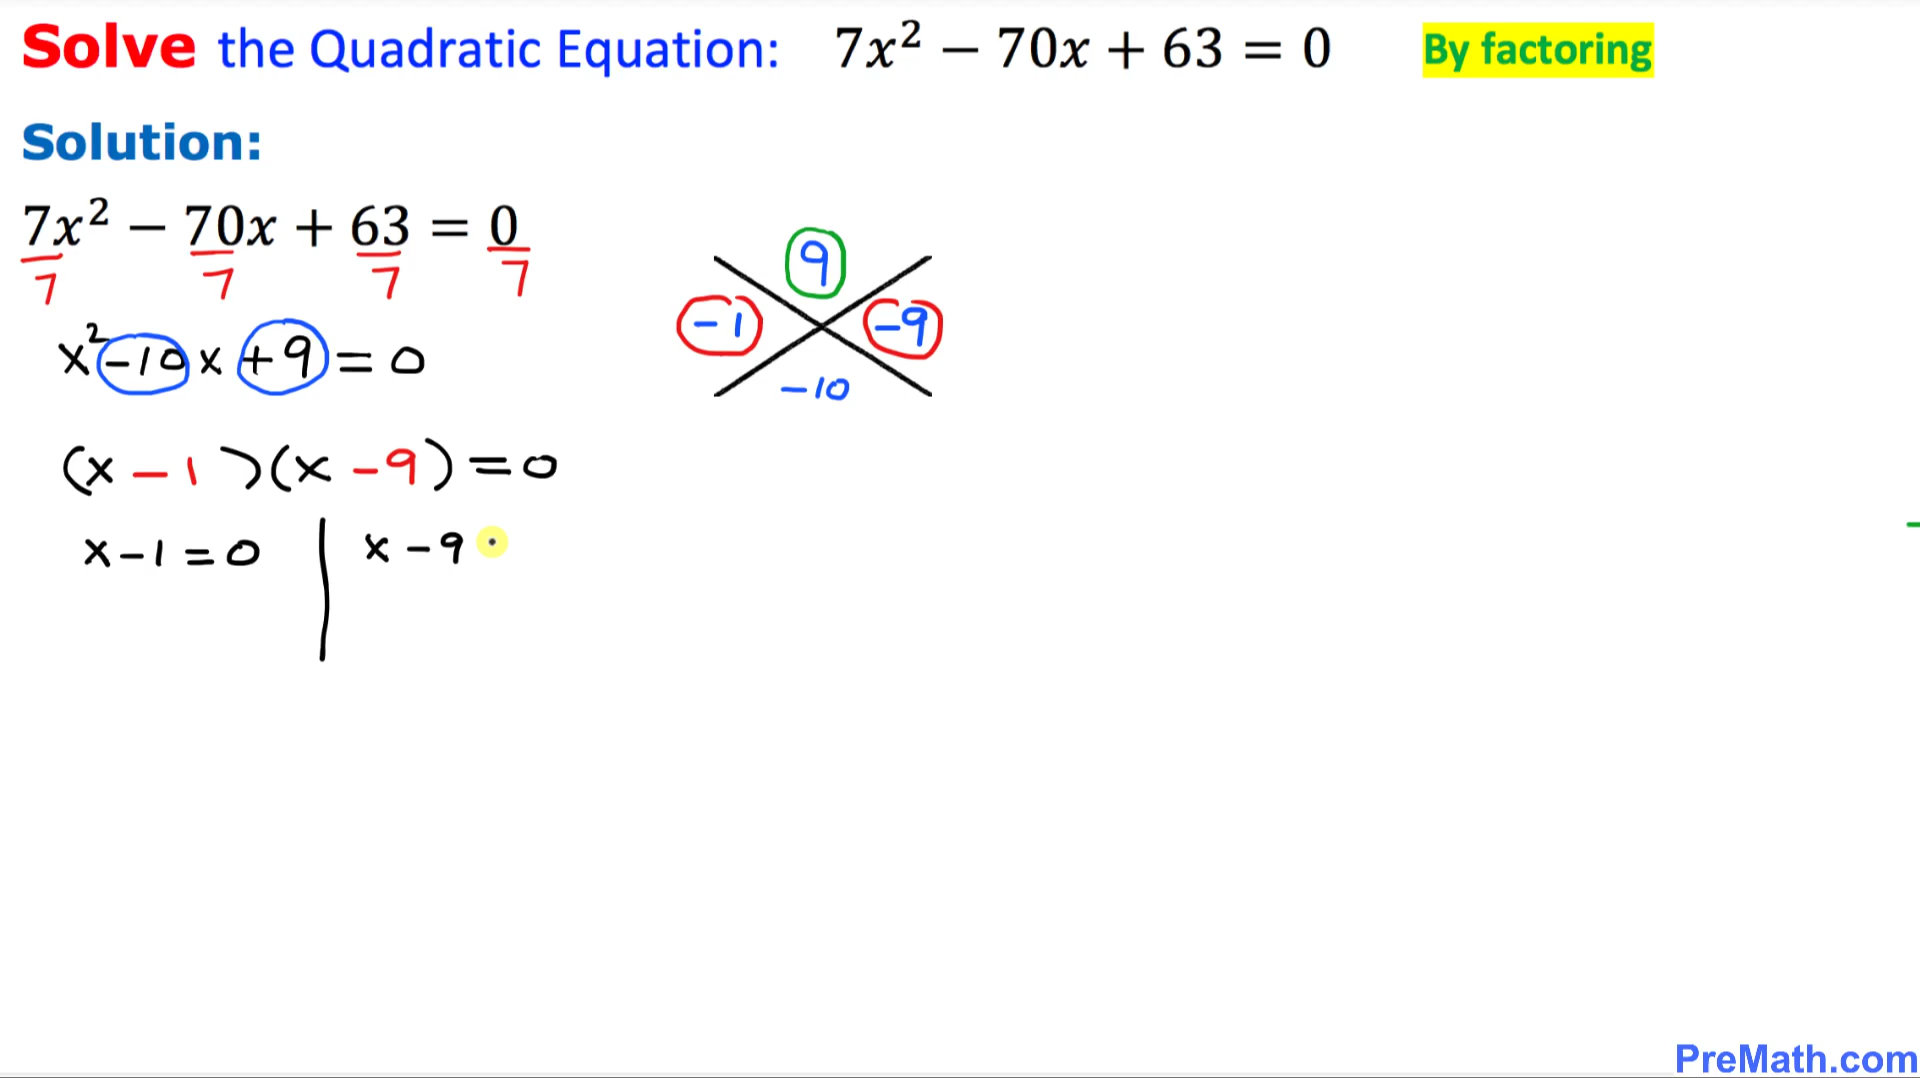 Solve the Quadratic Equation: 7x² − 70x + 63 = 0 By factoring
Solution:
7x² − 70x + 63 = 0
7 7 7 7
x² −10x +9 = 0
9
−1 −9
−10
(x − 1)(x − 9) = 0
x − 1 = 0 | x − 9
PreMath.com